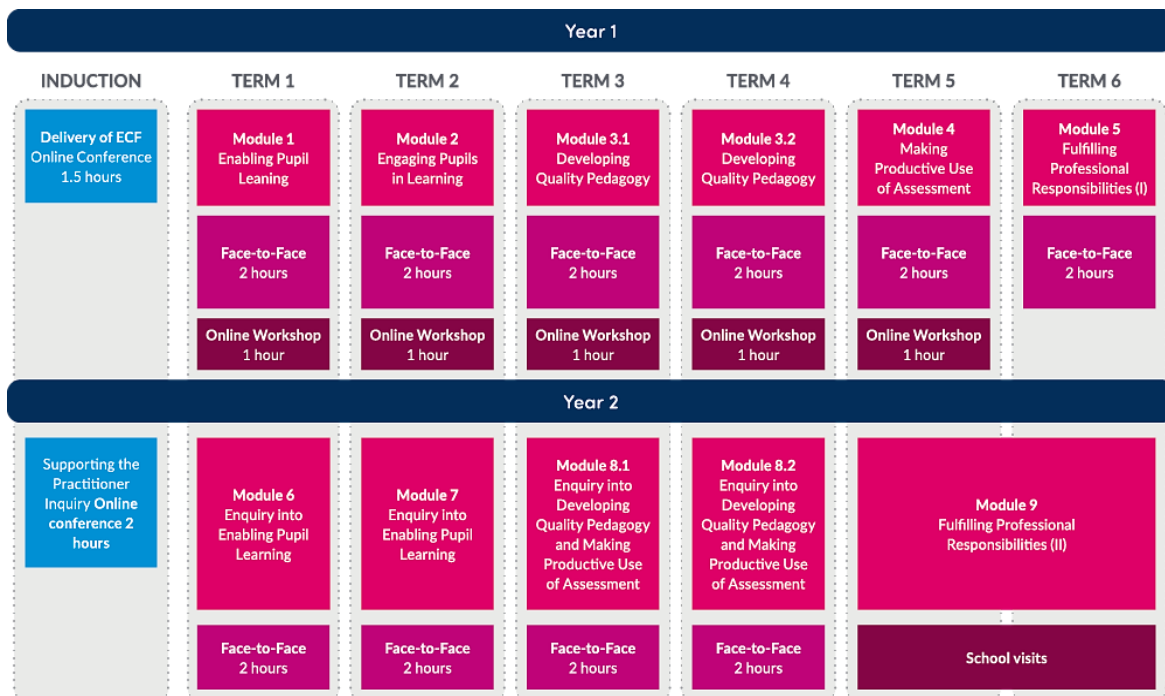 Year 1
INDUCTION
TERM 1
TERM 2
TERM 3
TERM 4
TERM 5
TERM 6
Delivery of ECF
Online Conference
1.5 hours
Module 1
Enabling Pupil
Leaning
Module 2
Engaging Pupils
in Learning
Module 3.1
Developing
Quality Pedagogy
Module 3.2
Developing
Quality Pedagogy
Module 4
Making
Productive Use
of Assessment
Module 5
Fulfilling
Professional
Responsibilities (I)
Face-to-Face
2 hours
Face-to-Face
2 hours
Face-to-Face
2 hours
Face-to-Face
2 hours
Face-to-Face
2 hours
Face-to-Face
2 hours
Online Workshop
1 hour
Online Workshop
1 hour
Online Workshop
1 hour
Online Workshop
1 hour
Online Workshop
1 hour
Year 2
Supporting the
Practitioner
Inquiry Online
conference 2
hours
Module 6
Enquiry into
Enabling Pupil
Learning
Module 7
Enquiry into
Enabling Pupil
Learning
Module 8.1
Enquiry into
Developing
Quality Pedagogy
and Making
Productive Use
of Assessment
Module 8.2
Enquiry into
Developing
Quality Pedagogy
and Making
Productive Use
of Assessment
Module 9
Fulfilling Professional
Responsibilities (II)
Face-to-Face
2 hours
Face-to-Face
2 hours
Face-to-Face
2 hours
Face-to-Face
2 hours
School visits